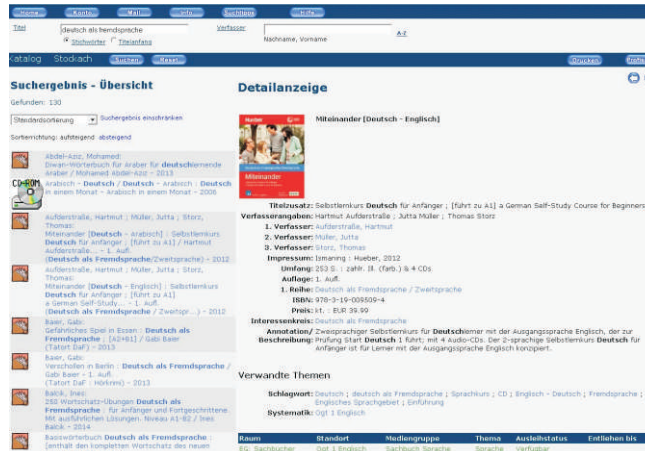 Home... Konto... Mail... Info... Suchtipps Hilfe...
Titel deutsch als fremdsprache Verfasser A-Z
Stichwörter Titelanfang Nachname, Vorname
Katalog Stockach Suchen Reset... Drucken
Suchergebnis - Übersicht
Gefunden: 130
Standardsortierung Suchergebnis einschränken
Sortierrichtung: aufsteigend absteigend
Abdel-Aziz, Mohamed:
Diwan-Wörterbuch für Araber für deutschlernende
Araber / Mohamed Abdel-Aziz - 2013
CD-ROM
Arabisch - Deutsch / Deutsch - Arabisch : Deutsch
in einem Monat - Arabisch in einem Monat - 2006
Aufderstraße, Hartmut ; Müller, Jutta ; Storz,
Thomas:
Miteinander [Deutsch - Arabisch] : Selbstlernkurs
Deutsch für Anfänger ; [führt zu A1] / Hartmut
Aufderstraße... - 1. Aufl.
(Deutsch als Fremdsprache/Zweitsprache) - 2012
Aufderstraße, Hartmut ; Müller, Jutta ; Storz,
Thomas:
Miteinander [Deutsch - Englisch] : Selbstlernkurs
Deutsch für Anfänger ; [führt zu A1]
a German Self-Study... - 1. Aufl.
(Deutsch als Fremdsprache / Zweitspr...) - 2012
Baier, Gabi:
Gefährliches Spiel in Essen : Deutsch als
Fremdsprache ; [A2+B1] / Gabi Baier
(Tatort DaF) - 2013
Baier, Gabi:
Verschollen in Berlin : Deutsch als Fremdsprache /
Gabi Baier - 1. Aufl.
(Tatort DaF : Hörkrimi) - 2013
Balcik, Ines:
250 Wortschatz-Übungen Deutsch als
Fremdsprache : für Anfänger und Fortgeschrittene.
Mit ausführlichen Lösungen. Niveau A1-B2 / Ines
Balcik - 2014
Basiswörterbuch Deutsch als Fremdsprache :
[enthält den kompletten Wortschatz des neuen
Detailanzeige
Hueber
Miteinander
Miteinander [Deutsch - Englisch]
Titelzusatz: Selbstlernkurs Deutsch für Anfänger ; [führt zu A1] a German Self-Study Course for Beginners
Verfasserangaben: Hartmut Aufderstraße ; Jutta Müller ; Thomas Storz
1. Verfasser: Aufderstraße, Hartmut
2. Verfasser: Müller, Jutta
3. Verfasser: Storz, Thomas
Impressum: Ismaning : Hueber, 2012
Umfang: 253 S. : zahlr. Ill. (farb.) & 4 CDs
Auflage: 1. Aufl.
1. Reihe: Deutsch als Fremdsprache / Zweitsprache
ISBN: 978-3-19-009509-4
Preis: kt. : EUR 39.99
Interessenkreis: Deutsch als Fremdsprache
Annotation/ Zweisprachiger Selbstlernkurs für Deutschlerner mit der Ausgangssprache Englisch, der zur
Beschreibung: Prüfung Start Deutsch 1 führt; mit 4 Audio-CDs. Der 2-sprachige Selbstlernkurs Deutsch für
Anfänger ist für Lerner mit der Ausgangssprache Englisch konzipiert.
Verwandte Themen
Schlagwort: Deutsch ; deutsch als Fremdsprache ; Sprachkurs ; CD ; Englisch - Deutsch ; Fremdsprache ;
Englisches Sprachgebiet ; Einführung
Systematik: Ogt 1 Englisch
Raum Standort Mediengruppe Thema Ausleihstatus Entliehen bis
EG: Sachbücher Ogt 1 Englisch Sachbuch Sprache Sprache Verfügbar